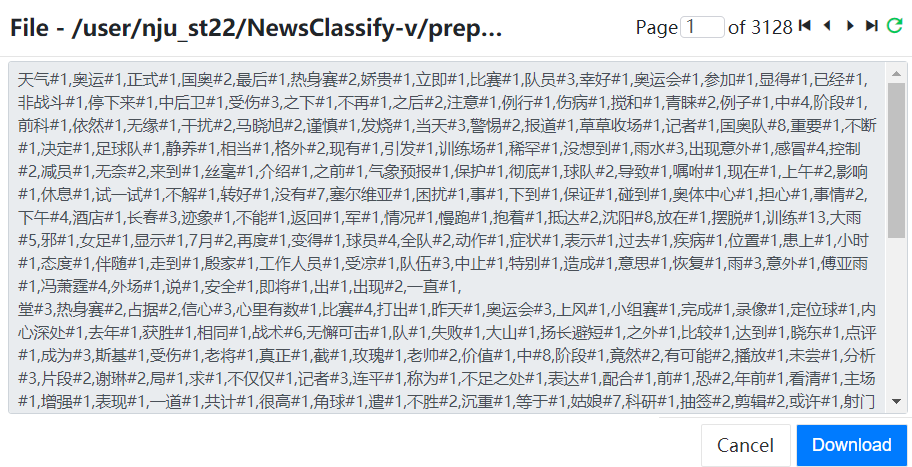 File - /user/nju_st22/NewsClassify-v/prep...
Page 1 of 3128
天气#1,奥运#1,正式#1,国奥#2,最后#1,热身赛#2,娇贵#1,立即#1,比赛#1,队员#3,幸好#1,奥运会#1,参加#1,显得#1,已经#1,
非战斗#1,停下来#1,中后卫#1,受伤#3,之下#1,不再#1,之后#2,注意#1,例行#1,伤病#1,搅和#1,青睐#2,例子#1,中#4,阶段#1,
前科#1,依然#1,无缘#1,干扰#2,马晓旭#2,谨慎#1,发烧#1,当天#3,警惕#2,报道#1,草草收场#1,记者#1,国奥队#8,重要#1,不断
#1,决定#1,足球队#1,静养#1,相当#1,格外#2,现有#1,引发#1,训练场#1,稀罕#1,没想到#1,雨水#3,出现意外#1,感冒#4,控制
#2,减员#1,无奈#2,来到#1,丝毫#1,介绍#1,之前#1,气象预报#1,保护#1,彻底#1,球队#2,导致#1,嘱咐#1,现在#1,上午#2,影响
#1,休息#1,试一试#1,不解#1,转好#1,没有#7,塞尔维亚#1,困扰#1,事#1,下到#1,保证#1,碰到#1,奥体中心#1,担心#1,事情#2,
下午#4,酒店#1,长春#3,迹象#1,不能#1,返回#1,军#1,情况#1,慢跑#1,抱着#1,抵达#2,沈阳#8,放在#1,摆脱#1,训练#13,大雨
#5,邪#1,女足#1,显示#1,7月#2,再度#1,变得#1,球员#4,全队#2,动作#1,症状#1,表示#1,过去#1,疾病#1,位置#1,患上#1,小时
#1,态度#1,伴随#1,走到#1,殷家#1,工作人员#1,受凉#1,队伍#3,中止#1,特别#1,造成#1,意思#1,恢复#1,雨#3,意外#1,傅亚雨
#1,冯萧霆#4,外场#1,说#1,安全#1,即将#1,出#1,出现#2,一直#1,
堂#3,热身赛#2,占据#2,信心#3,心里有数#1,比赛#4,打出#1,昨天#1,奥运会#3,上风#1,小组赛#1,完成#1,录像#1,定位球#1,内
心深处#1,去年#1,获胜#1,相同#1,战术#6,无懈可击#1,队#1,失败#1,大山#1,扬长避短#1,之外#1,比较#1,达到#1,晓东#1,点评
#1,成为#3,斯基#1,受伤#1,老将#1,真正#1,截#1,玫瑰#1,老帅#2,价值#1,中#8,阶段#1,竟然#2,有可能#2,播放#1,未尝#1,分析
#3,片段#2,谢琳#2,局#1,求#1,不仅仅#1,记者#3,连平#1,称为#1,不足之处#1,表达#1,配合#1,前#1,恐#2,年前#1,看清#1,主场
#1,增强#1,表现#1,一道#1,共计#1,很高#1,角球#1,遣#1,不胜#2,沉重#1,等于#1,姑娘#7,科研#1,抽签#2,剪辑#2,或许#1,射门
Cancel
Download